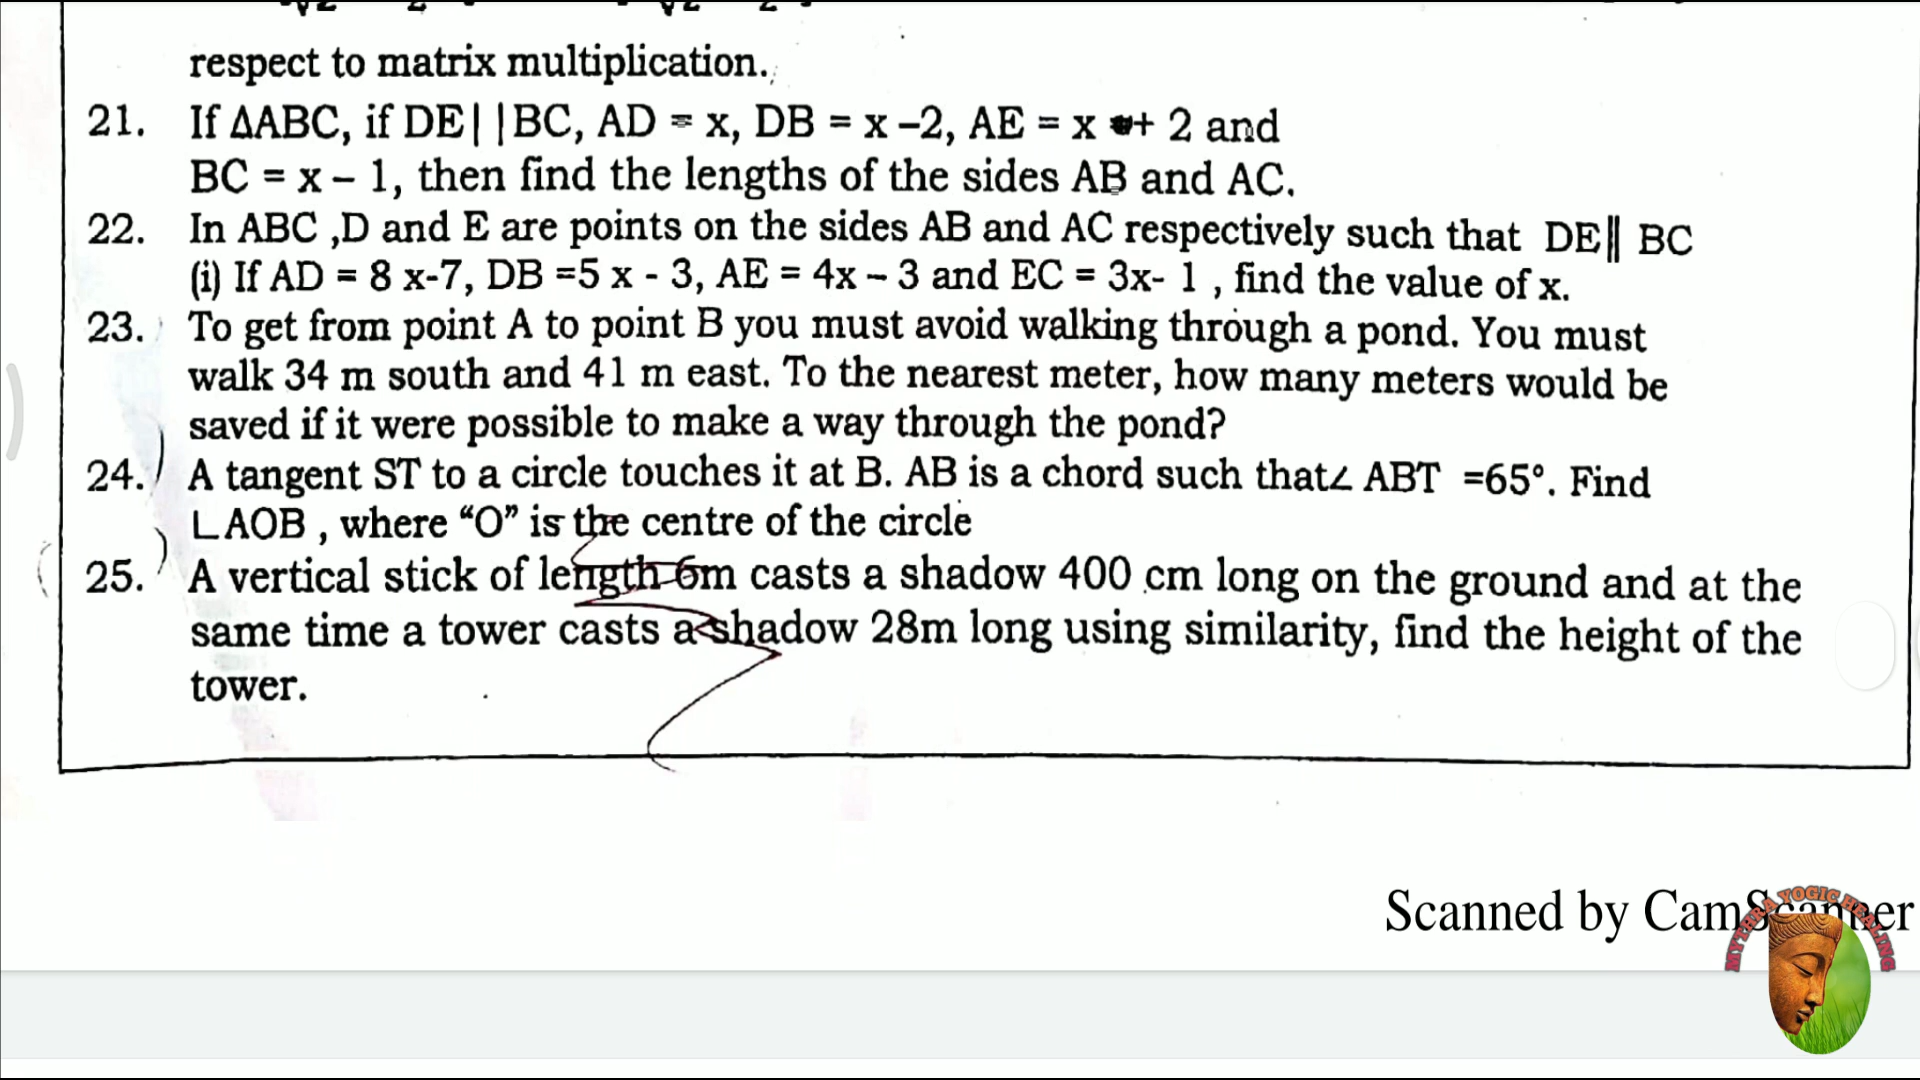 respect to matrix multiplication.
21. If ΔABC, if DE||BC, AD = x, DB = x –2, AE = x + 2 and
BC = x – 1, then find the lengths of the sides AB and AC.
22. In ABC ,D and E are points on the sides AB and AC respectively such that DE∥ BC
(i) If AD = 8 x-7, DB =5 x - 3, AE = 4x – 3 and EC = 3x- 1 , find the value of x.
23. To get from point A to point B you must avoid walking through a pond. You must
walk 34 m south and 41 m east. To the nearest meter, how many meters would be
saved if it were possible to make a way through the pond?
24. A tangent ST to a circle touches it at B. AB is a chord such that∠ ABT =65°. Find
∟AOB , where “O” is the centre of the circle
25. A vertical stick of length 6m casts a shadow 400 cm long on the ground and at the
same time a tower casts a shadow 28m long using similarity, find the height of the
tower.
Scanned by CamScanner
MYTHRA YOGIC HEALING